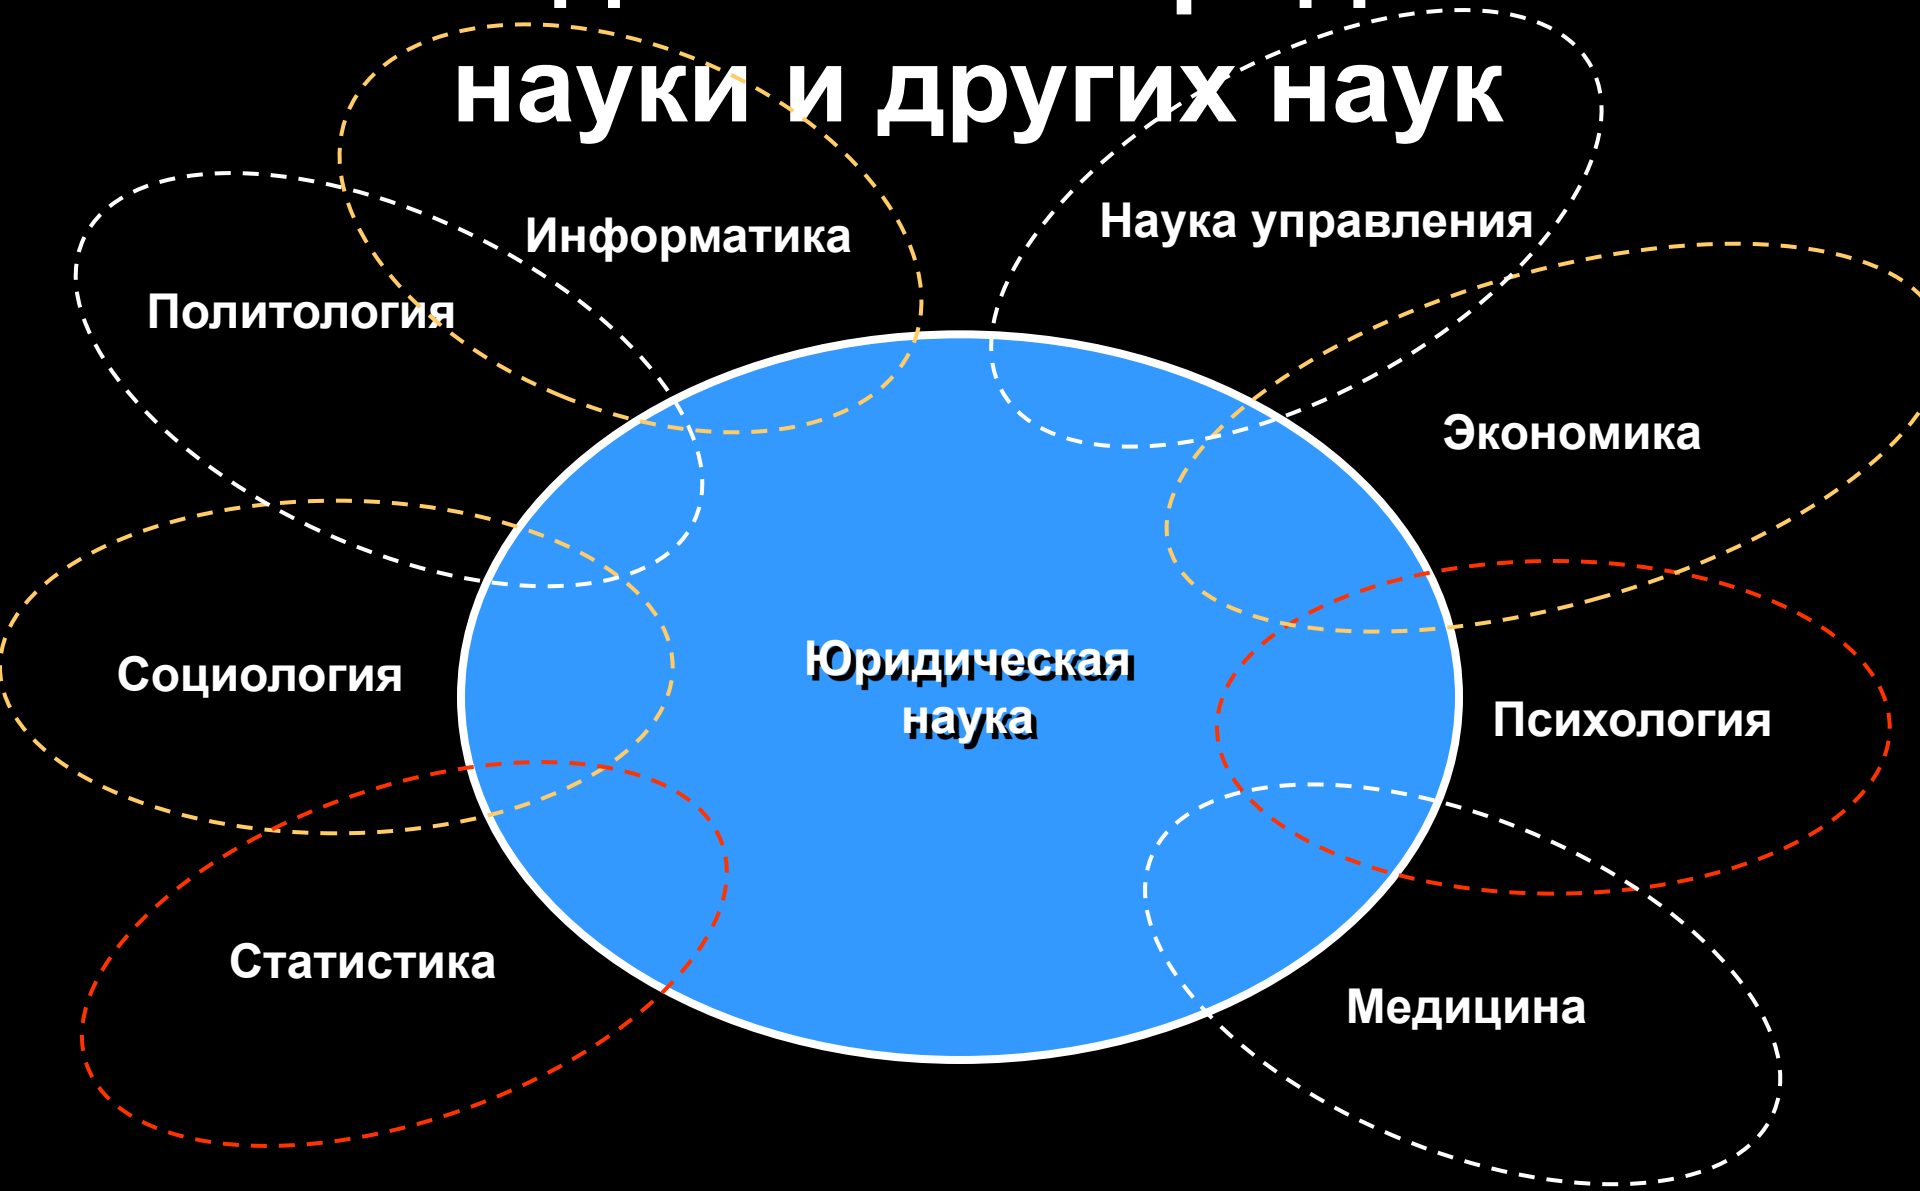 науки и других наук
Информатика
Наука управления
Политология
Экономика
Юридическая
наука
Социология
Психология
Статистика
Медицина